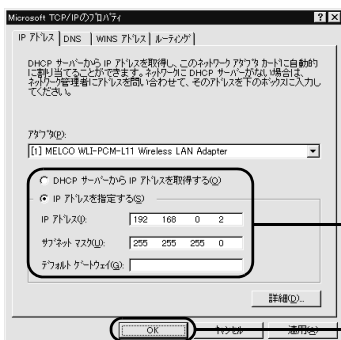 Microsoft TCP/IPのプロパティ
IP アドレス DNS WINS アドレス ルーティング
DHCP サーバーから IP アドレスを取得し、このネットワーク アダプタ カードに自動的
に割り当てることができます。ネットワークに DHCP サーバーがない場合は、
ネットワーク管理者にアドレスを問い合わせて、そのアドレスを下のボックスに入力し
てください。
アダプタ(P):
[1] MELCO WLI-PCM-L11 Wireless LAN Adapter
DHCP サーバーから IP アドレスを取得する(O)
IP アドレスを指定する(S)
IP アドレス(I): 192 168 0 2
サブネット マスク(U): 255 255 255 0
デフォルト ゲートウェイ(G):
詳細(D)...
OK キャンセル 適用(A)